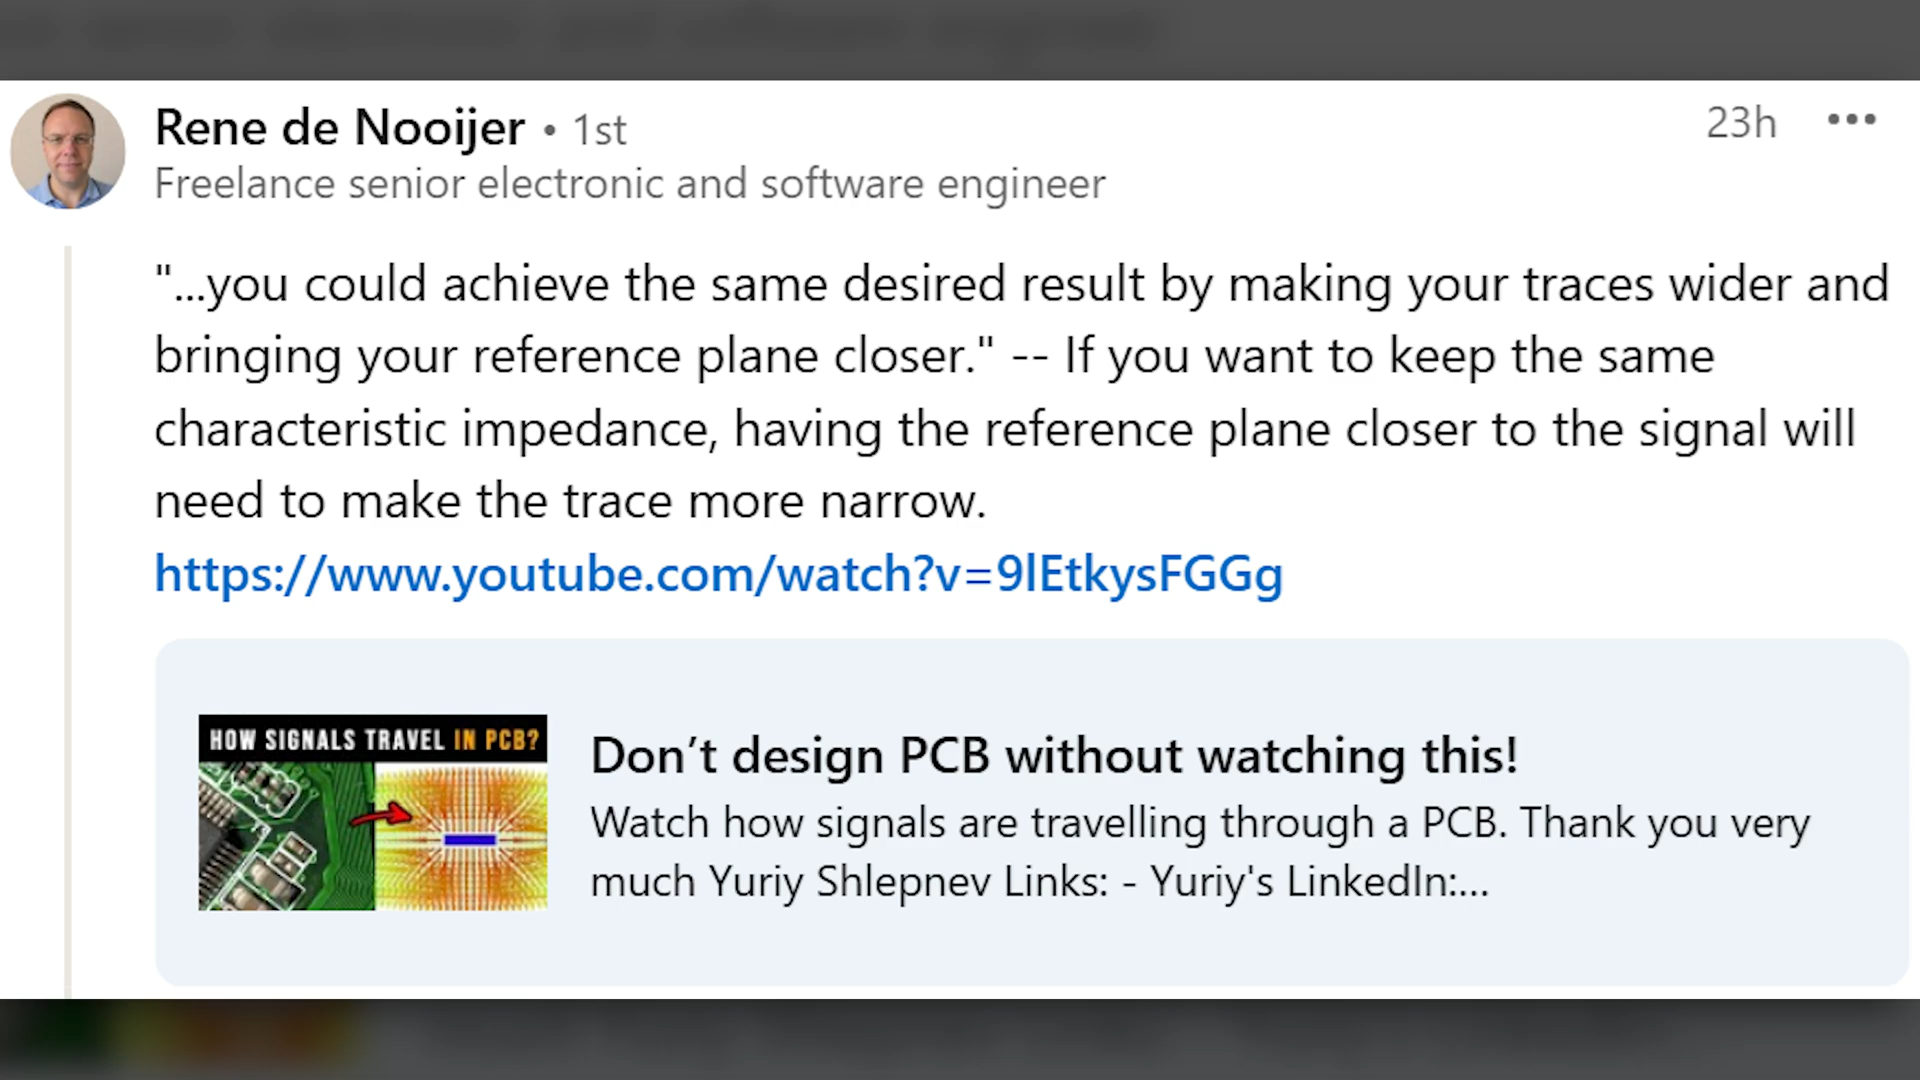 Rene de Nooijer • 1st
23h •••
Freelance senior electronic and software engineer
"...you could achieve the same desired result by making your traces wider and
bringing your reference plane closer." -- If you want to keep the same
characteristic impedance, having the reference plane closer to the signal will
need to make the trace more narrow.
https://www.youtube.com/watch?v=9lEtkysFGGg
HOW SIGNALS TRAVEL IN PCB?
Don’t design PCB without watching this!
Watch how signals are travelling through a PCB. Thank you very
much Yuriy Shlepnev Links: - Yuriy's LinkedIn:...